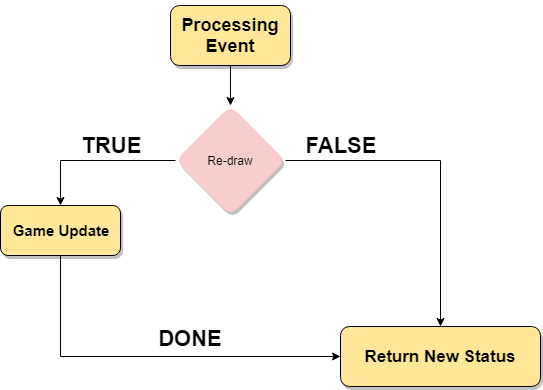 Processing
Event
TRUE
FALSE
Re-draw
Game Update
DONE
Return New Status